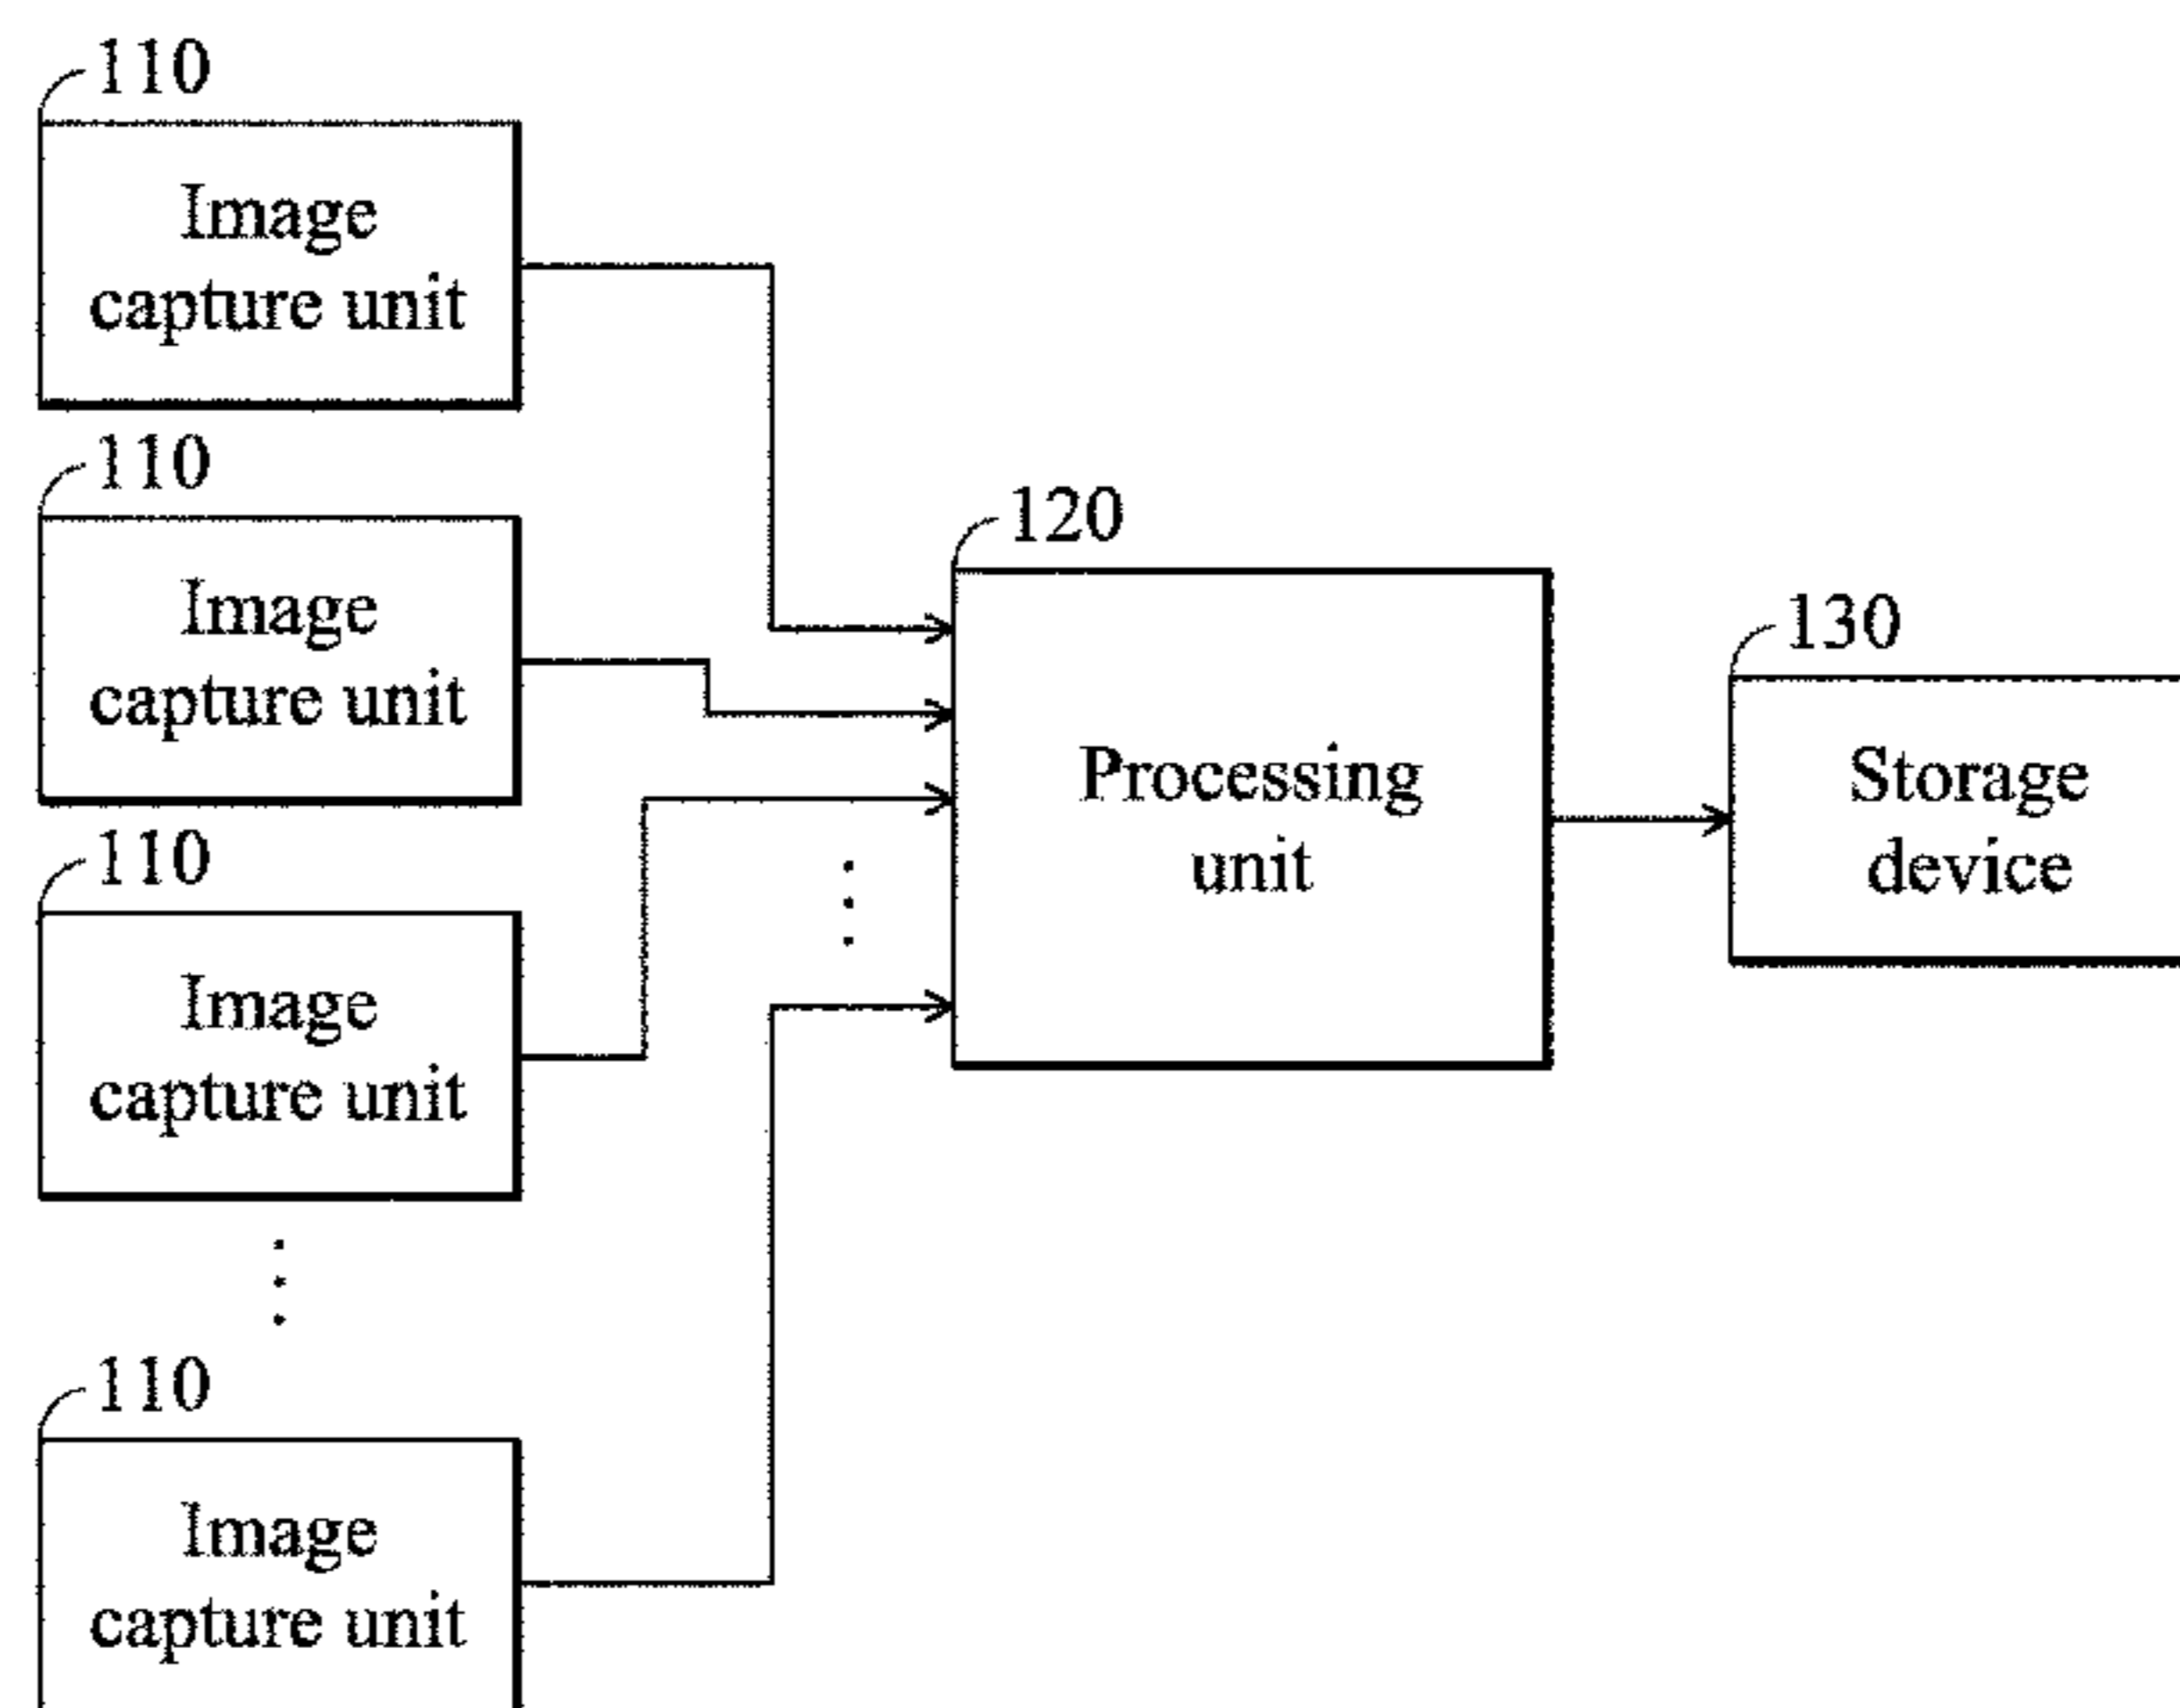 110
Image
capture unit
110
Image
capture unit
110
Image
capture unit
110
Image
capture unit
120
Processing
unit
130
Storage
device